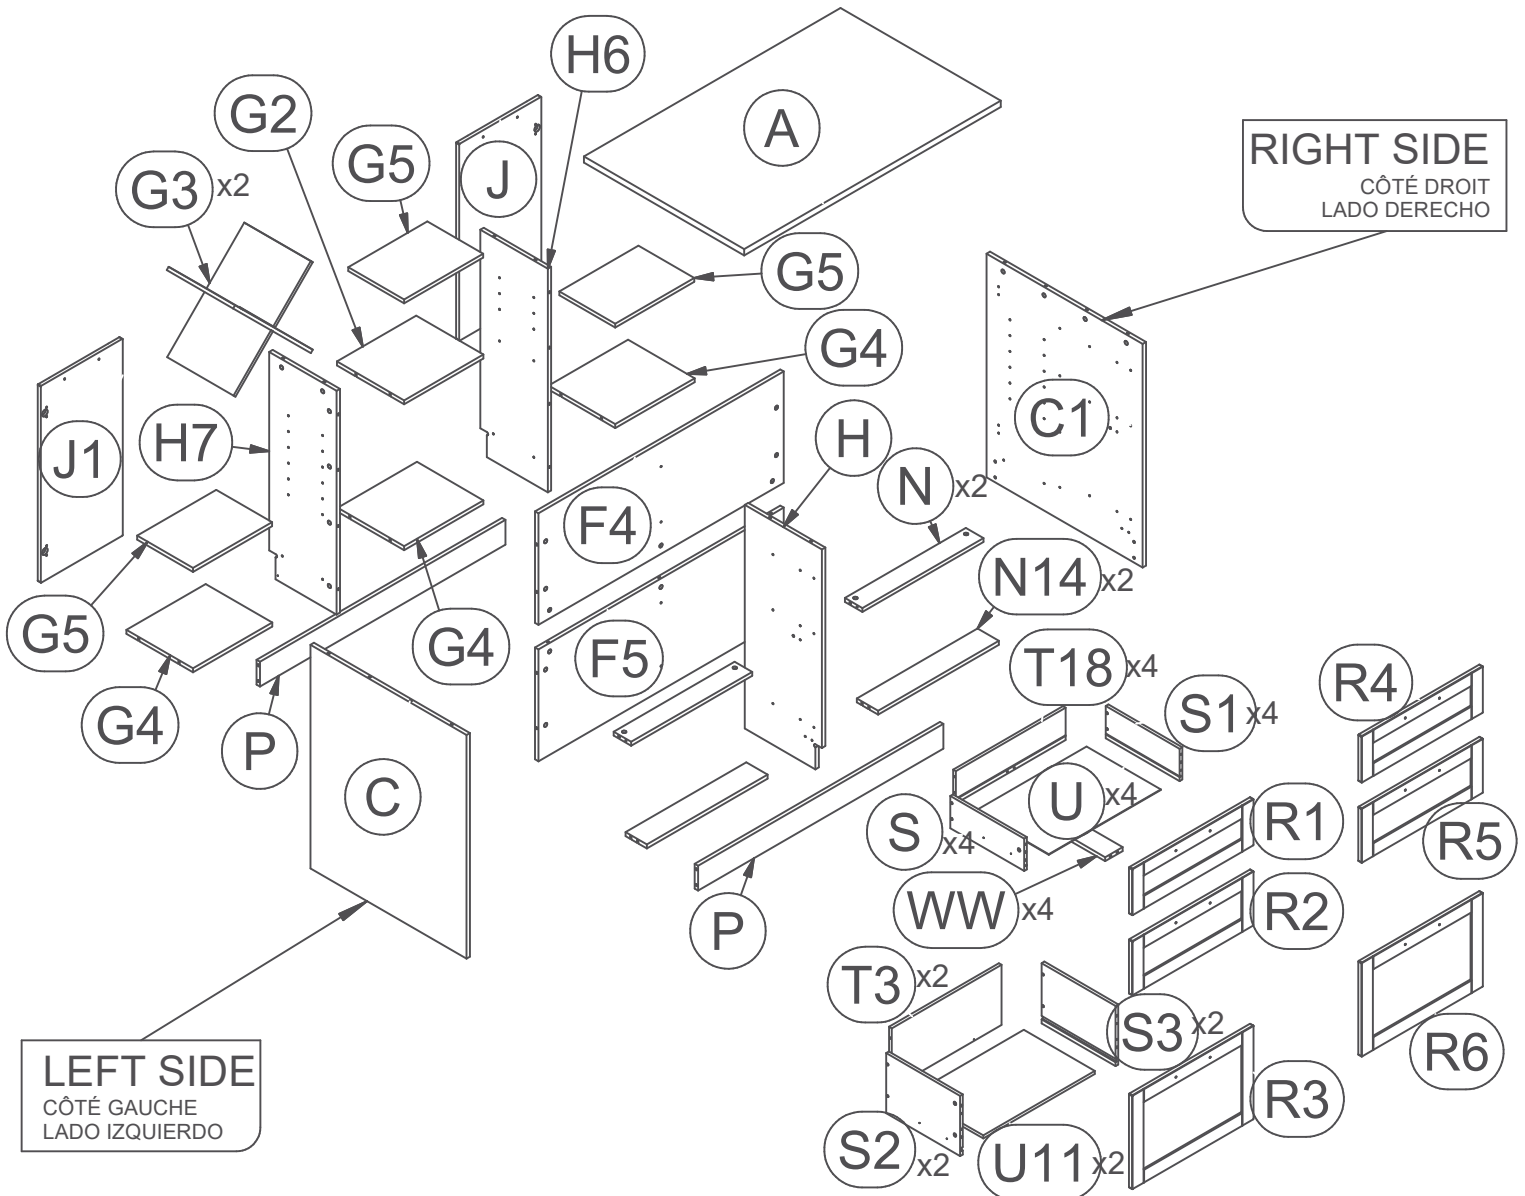 H6
A
G2
G5
J
G3 x2
RIGHT SIDE
CÔTÉ DROIT
LADO DERECHO
G5
G4
C1
H
N x2
H7
J1
F4
N14 x2
G5
G4
F5
T18 x4
S1 x4
R4
G4
P
C
U x4
S x4
R1
R5
WW x4
R2
P
T3 x2
S3 x2
R6
LEFT SIDE
CÔTÉ GAUCHE
LADO IZQUIERDO
R3
S2 x2
U11 x2